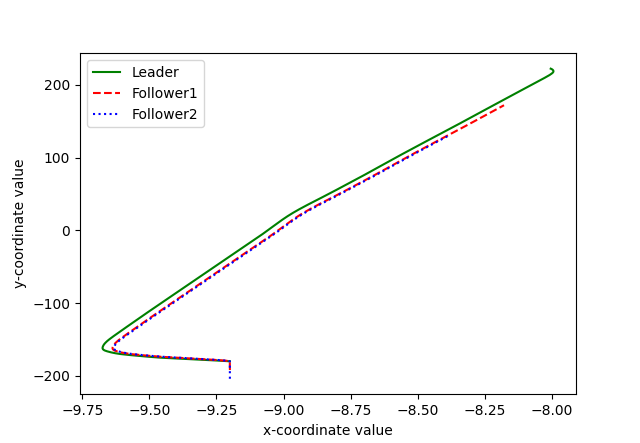 Leader
Follower1
Follower2
y-coordinate value
200
100
0
−100
−200
−9.75 −9.50 −9.25 −9.00 −8.75 −8.50 −8.25 −8.00
x-coordinate value